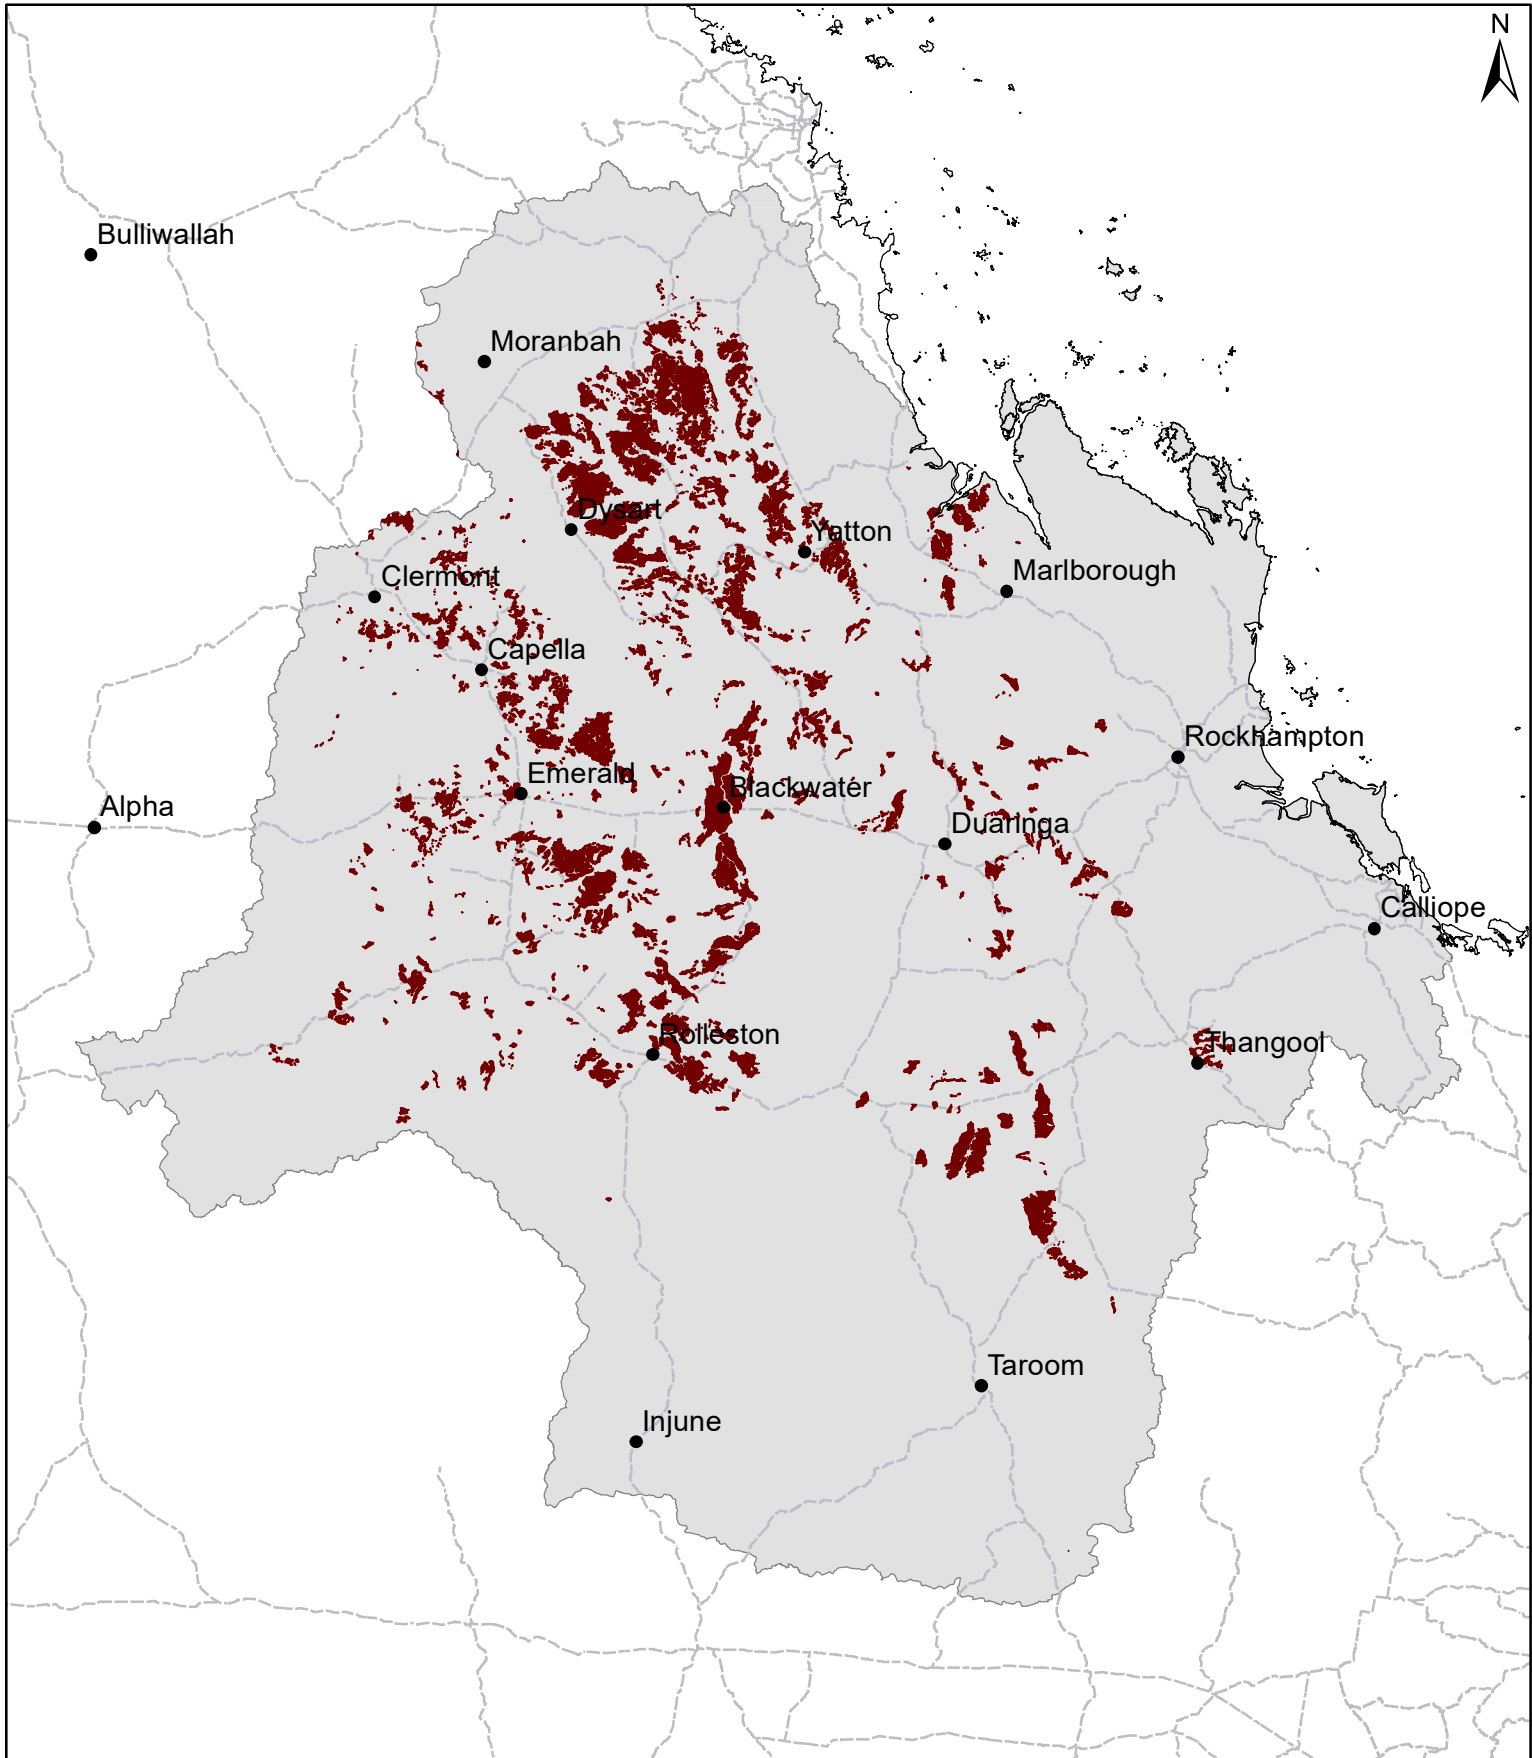 N
Bulliwallah
Moranbah
Dysart
Yatton
Marlborough
Clermont
Capella
Rockhampton
Emerald
Blackwater
Alpha
Duaringa
Calliope
Rolleston
Thangool
Taroom
Injune